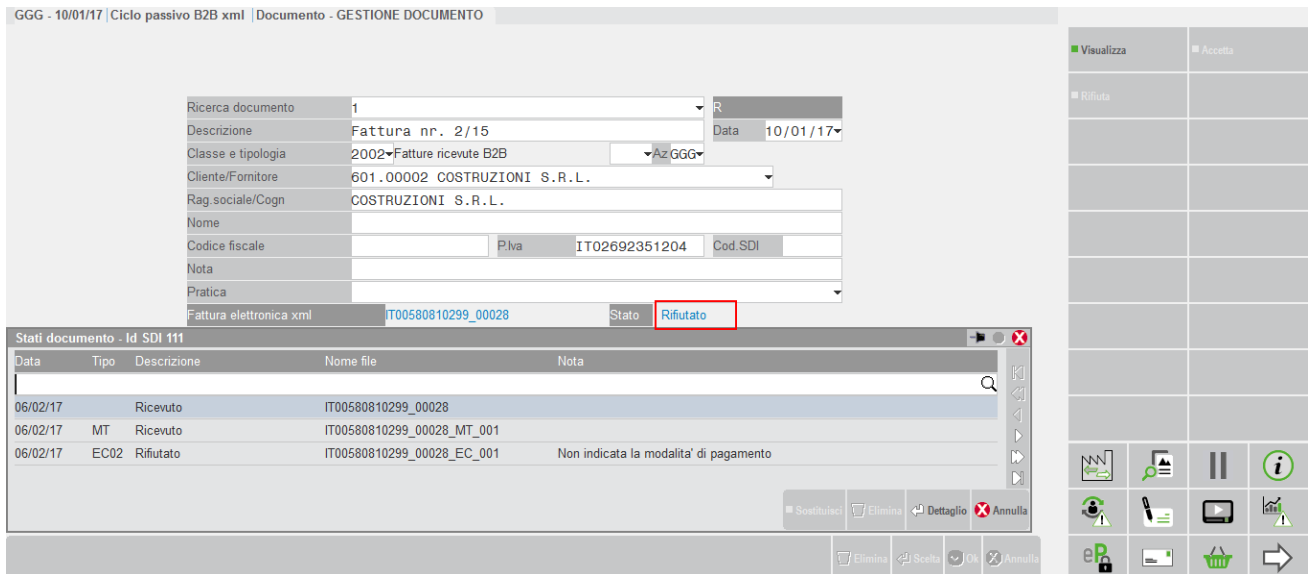 GGG - 10/01/17 Ciclo passivo B2B xml Documento - GESTIONE DOCUMENTO
Visualizza Accetta
Rifiuta
Ricerca documento 1 R
Descrizione Fattura nr. 2/15 Data 10/01/17
Classe e tipologia 2002 Fatture ricevute B2B Az GGG
Cliente/Fornitore 601.00002 COSTRUZIONI S.R.L.
Rag.sociale/Cogn COSTRUZIONI S.R.L.
Nome
Codice fiscale P.Iva IT02692351204 Cod.SDI
Nota
Pratica
Fattura elettronica xml IT00580810299_00028 Stato Rifiutato
Stati documento - Id SDI 111
Data Tipo Descrizione Nome file Nota
06/02/17 Ricevuto IT00580810299_00028
06/02/17 MT Ricevuto IT00580810299_00028_MT_001
06/02/17 EC02 Rifiutato IT00580810299_00028_EC_001 Non indicata la modalita' di pagamento
Sostituisci Elimina Dettaglio Annulla
Elimina Scelta Ok Annulla
i
eP